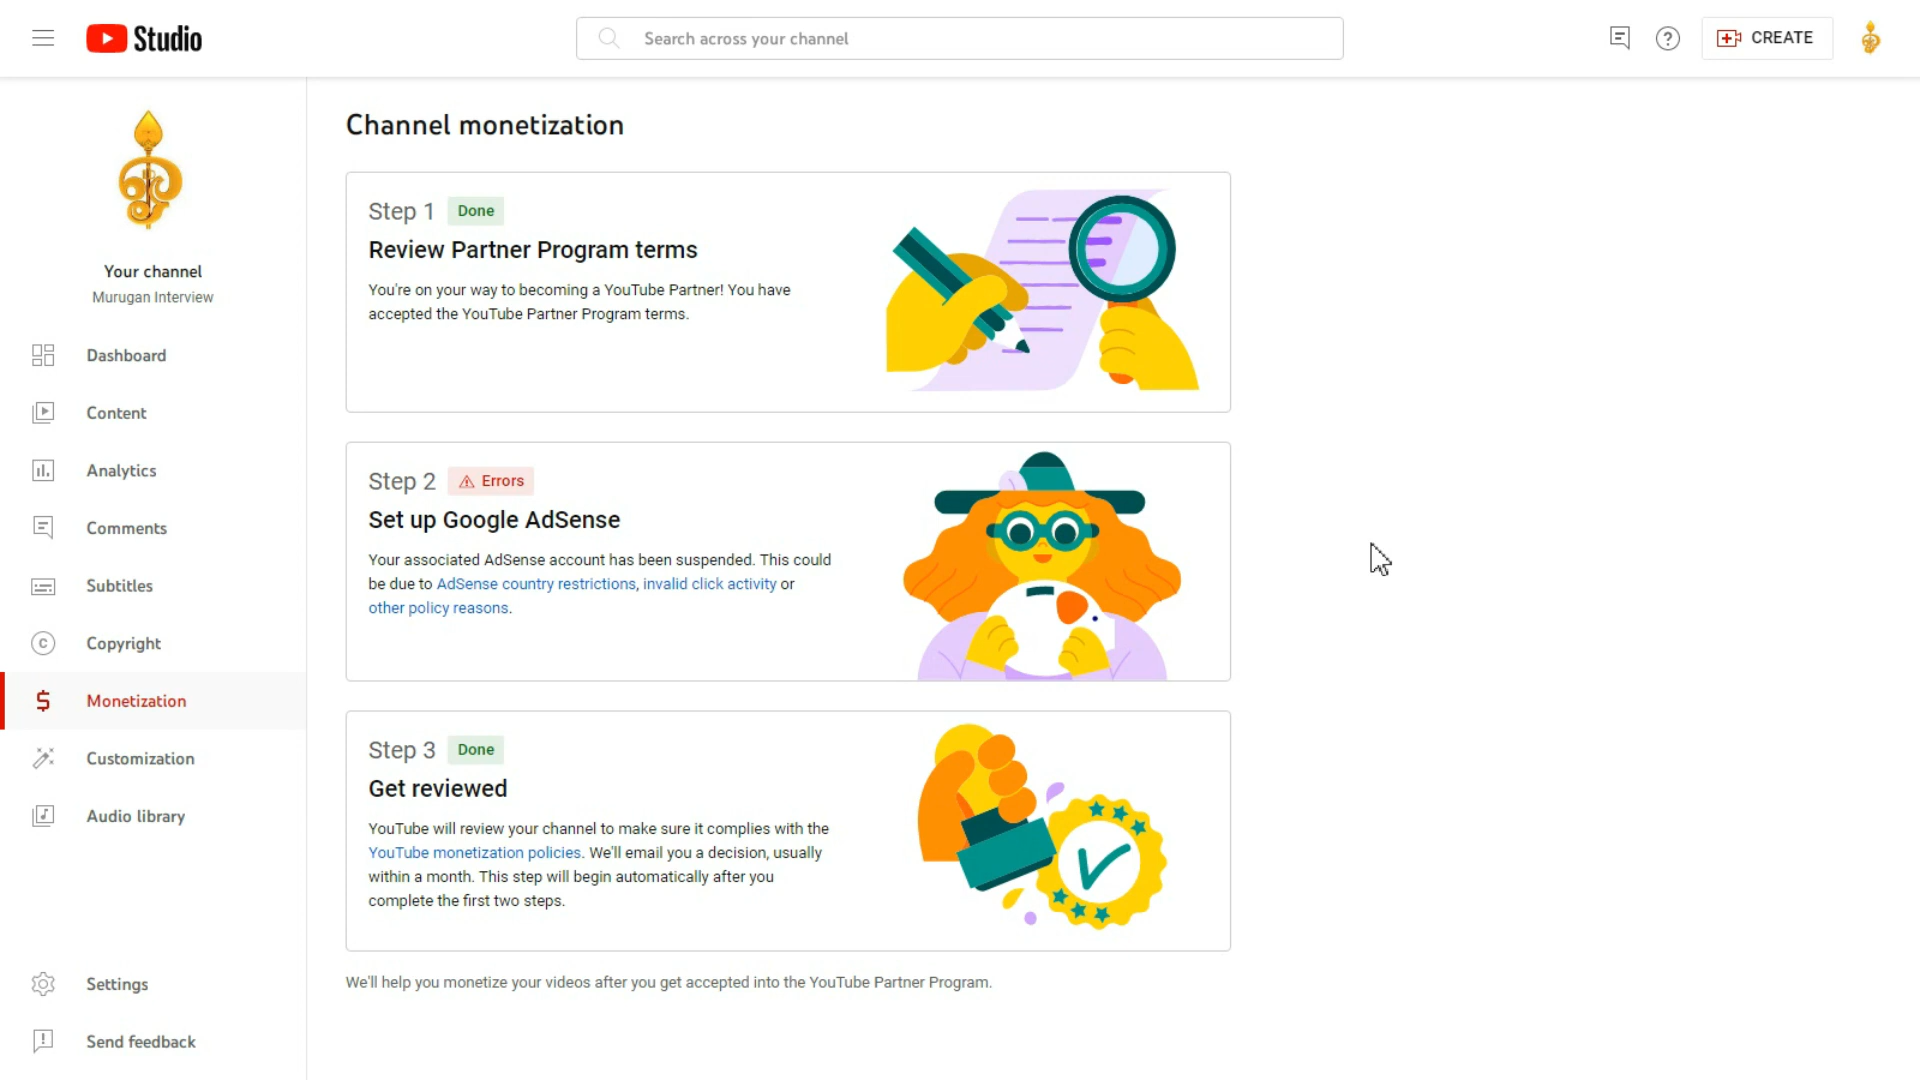 Studio
Search across your channel
CREATE
Your channel
Murugan Interview
Dashboard
Content
Analytics
Comments
Subtitles
Copyright
Monetization
Customization
Audio library
Settings
Send feedback
Channel monetization
Step 1 Done
Review Partner Program terms
You're on your way to becoming a YouTube Partner! You have
accepted the YouTube Partner Program terms.
Step 2 Errors
Set up Google AdSense
Your associated AdSense account has been suspended. This could
be due to AdSense country restrictions, invalid click activity or
other policy reasons.
Step 3 Done
Get reviewed
YouTube will review your channel to make sure it complies with the
YouTube monetization policies. We'll email you a decision, usually
within a month. This step will begin automatically after you
complete the first two steps.
We'll help you monetize your videos after you get accepted into the YouTube Partner Program.